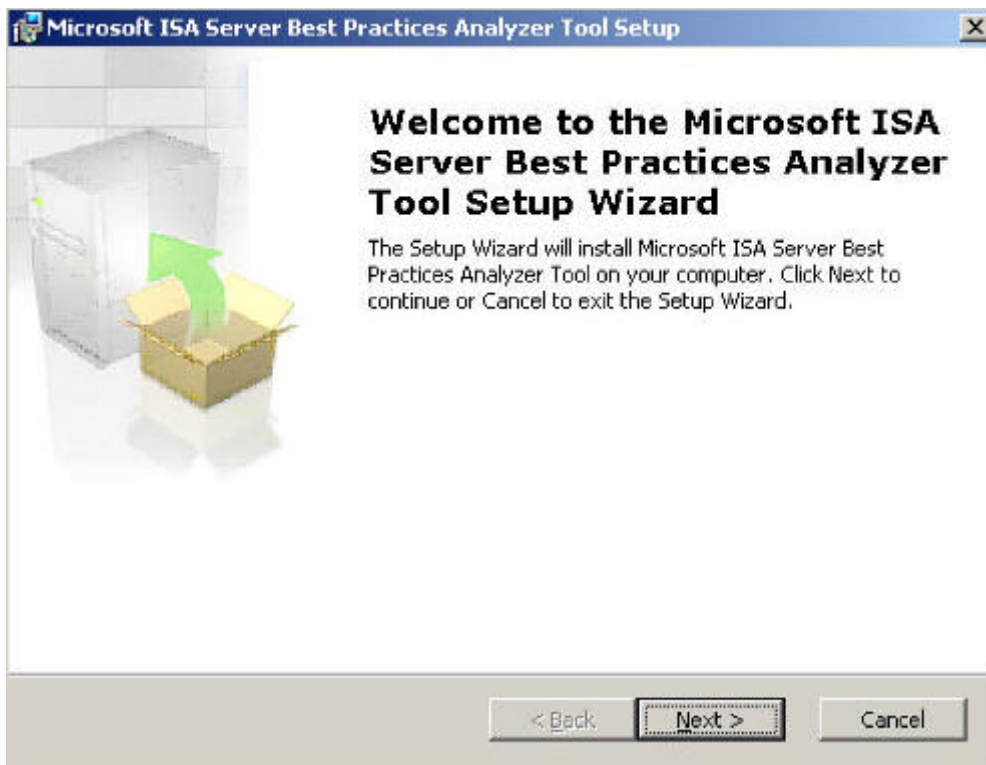 Microsoft ISA Server Best Practices Analyzer Tool Setup
Welcome to the Microsoft ISA
Server Best Practices Analyzer
Tool Setup Wizard
The Setup Wizard will install Microsoft ISA Server Best
Practices Analyzer Tool on your computer. Click Next to
continue or Cancel to exit the Setup Wizard.
< Back
Next >
Cancel